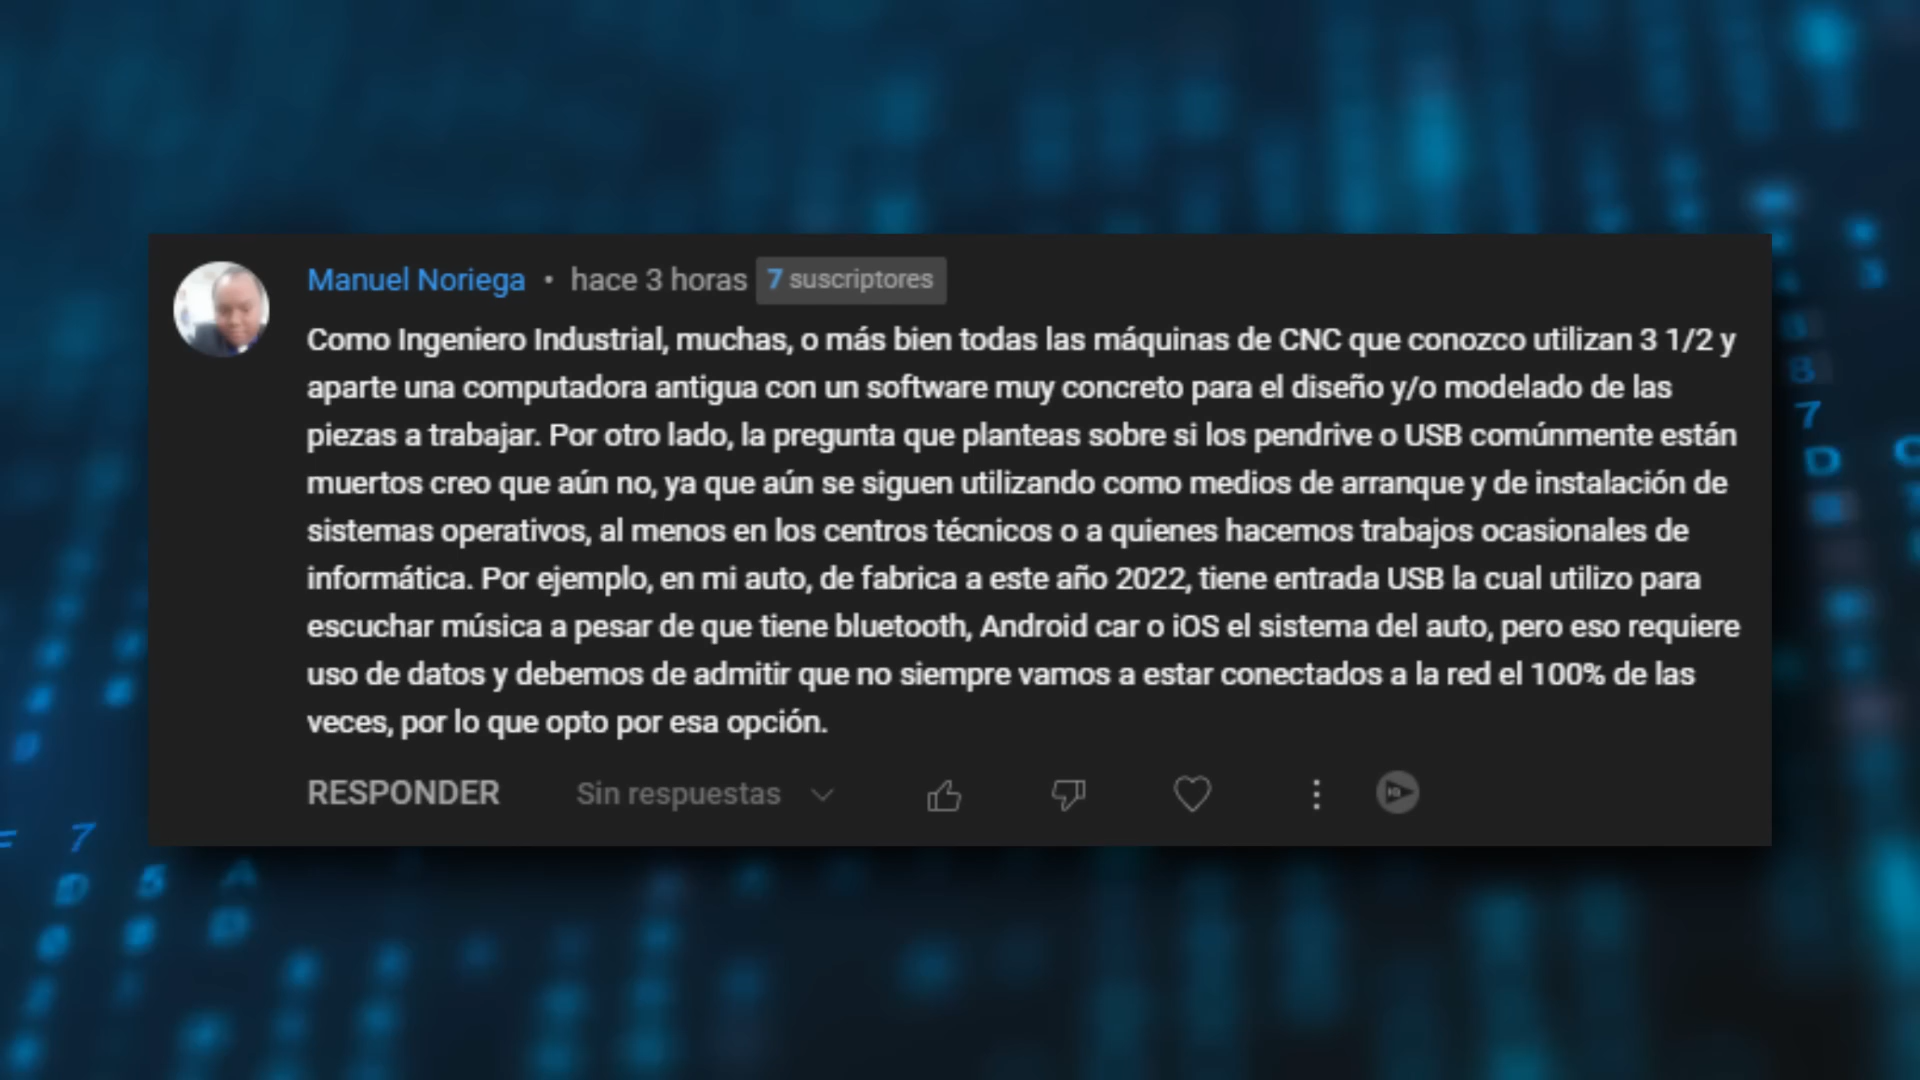 Manuel Noriega • hace 3 horas 7 suscriptores
Como Ingeniero Industrial, muchas, o más bien todas las máquinas de CNC que conozco utilizan 3 1/2 y
aparte una computadora antigua con un software muy concreto para el diseño y/o modelado de las
piezas a trabajar. Por otro lado, la pregunta que planteas sobre si los pendrive o USB comúnmente están
muertos creo que aún no, ya que aún se siguen utilizando como medios de arranque y de instalación de
sistemas operativos, al menos en los centros técnicos o a quienes hacemos trabajos ocasionales de
informática. Por ejemplo, en mi auto, de fabrica a este año 2022, tiene entrada USB la cual utilizo para
escuchar música a pesar de que tiene bluetooth, Android car o iOS el sistema del auto, pero eso requiere
uso de datos y debemos de admitir que no siempre vamos a estar conectados a la red el 100% de las
veces, por lo que opto por esa opción.
RESPONDER Sin respuestas